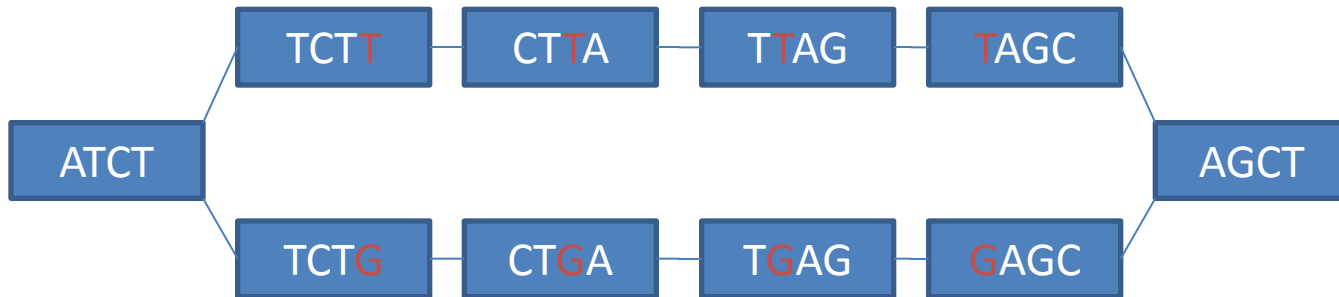 TCTT CTTA TTAG TAGC
ATCT AGCT
TCTG CTGA TGAG GAGC